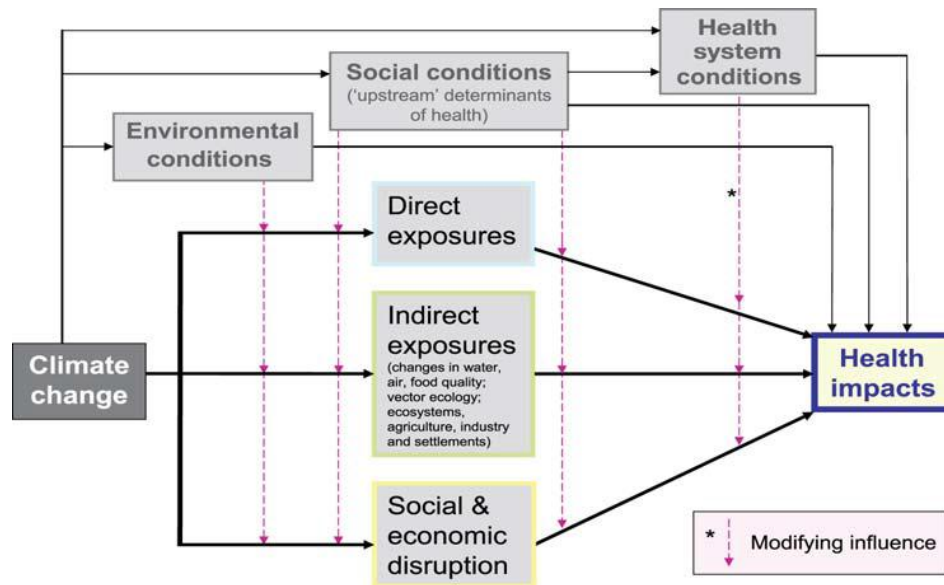 Health
system
conditions
Social conditions
(‘upstream’ determinants
of health)
Environmental
conditions
*
Direct
exposures
Indirect
exposures
(changes in water,
air, food quality;
vector ecology;
ecosystems,
agriculture, industry
and settlements)
Climate
change
Health
impacts
Social &
economic
disruption
* Modifying influence